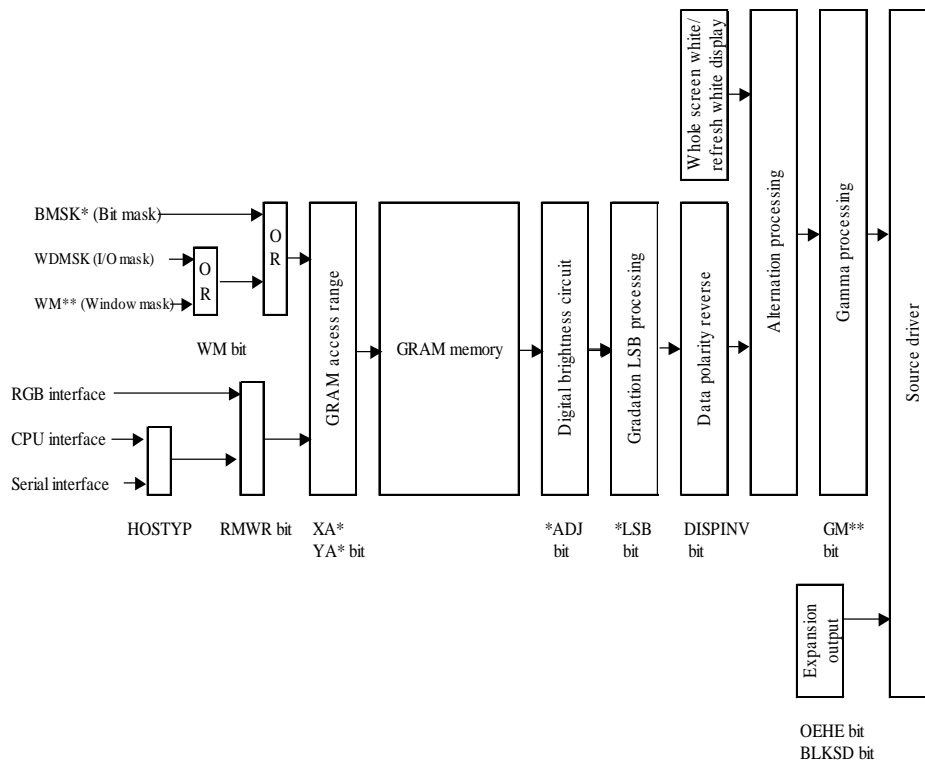 Whole screen white/
refresh white display
BMSK* (Bit mask)
WDMSK (I/O mask)
WM** (Window mask)
O
R
O
R
WM bit
RGB interface
CPU interface
Serial interface
HOSTYP
RMWR bit
GRAM access range
XA*
YA* bit
GRAM memory
Digital brightness circuit
*ADJ
bit
Gradation LSB processing
*LSB
bit
Data polarity reverse
DISPINV
bit
Alternation processing
Gamma processing
GM**
bit
Source driver
Expansion
output
OEHE bit
BLKSD bit